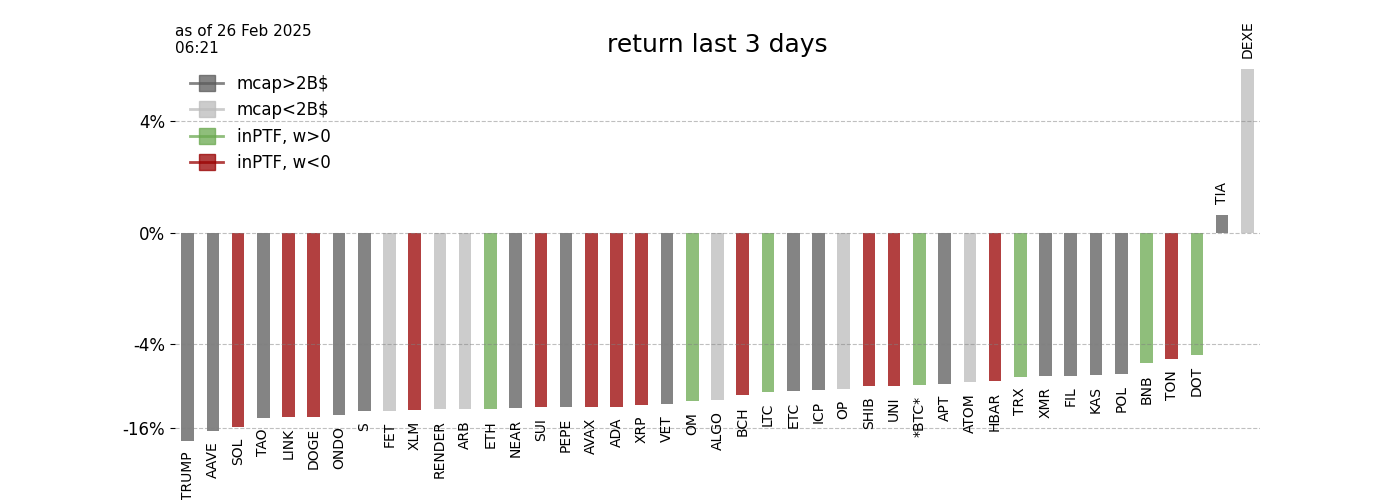 as of 26 Feb 2025
06:21
return last 3 days
mcap>2B$
mcap<2B$
inPTF, w>0
inPTF, w<0
4%
0%
-4%
-16%
TRUMP
AAVE
SOL
TAO
LINK
DOGE
ONDO
S
FET
XLM
RENDER
ARB
ETH
NEAR
SUI
PEPE
AVAX
ADA
XRP
VET
OM
ALGO
BCH
LTC
ETC
ICP
OP
SHIB
UNI
*BTC*
APT
ATOM
HBAR
TRX
XMR
FIL
KAS
POL
BNB
TON
DOT
TIA
DEXE